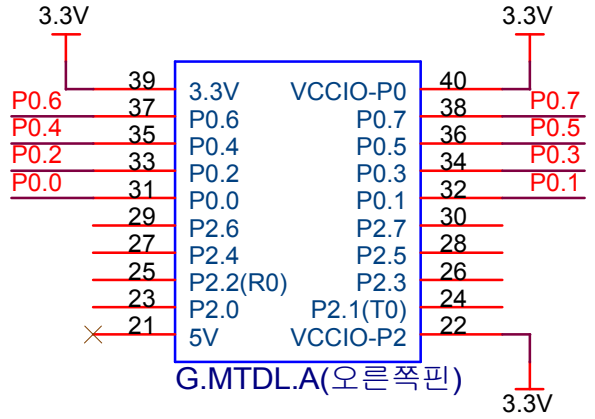 3.3V 3.3V
39 3.3V VCCIO-P0 40
P0.6 37 P0.6 P0.7 38 P0.7
P0.4 35 P0.4 P0.5 36 P0.5
P0.2 33 P0.2 P0.3 34 P0.3
P0.0 31 P0.0 P0.1 32 P0.1
29 P2.6 P2.7 30
27 P2.4 P2.5 28
25 P2.2(R0) P2.3 26
23 P2.0 P2.1(T0) 24
21 5V VCCIO-P2 22
G.MTDL.A(오른쪽핀)
3.3V